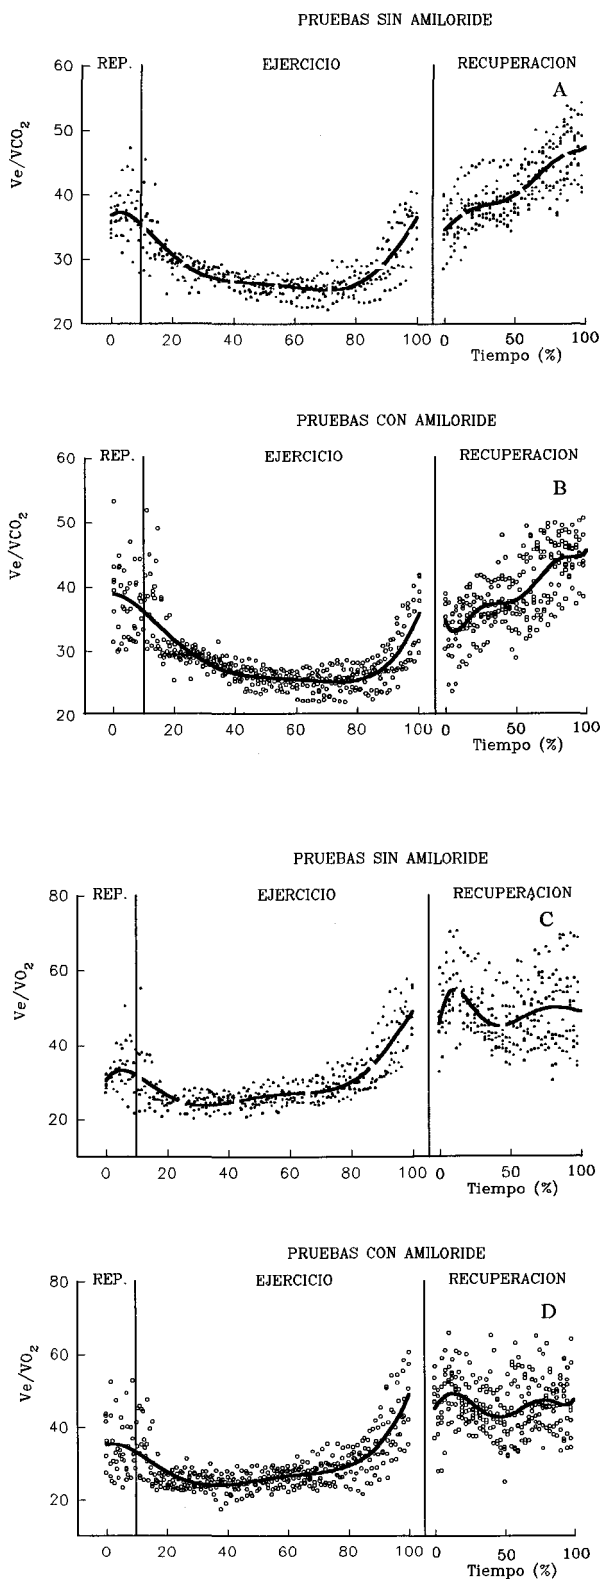 PRUEBAS SIN AMILORIDE
REP. EJERCICIO RECUPERACION
A
Ve/VCO2
60
50
40
30
20
0 20 40 60 80 100 0 50 100
Tiempo (%)
PRUEBAS CON AMILORIDE
REP. EJERCICIO RECUPERACION
B
Ve/VCO2
60
50
40
30
20
0 20 40 60 80 100 0 50 100
Tiempo (%)
PRUEBAS SIN AMILORIDE
REP. EJERCICIO RECUPERACION
C
Ve/VO2
80
60
40
20
0 20 40 60 80 100 0 50 100
Tiempo (%)
PRUEBAS CON AMILORIDE
REP. EJERCICIO RECUPERACION
D
Ve/VO2
80
60
40
20
0 20 40 60 80 100 0 50 100
Tiempo (%)